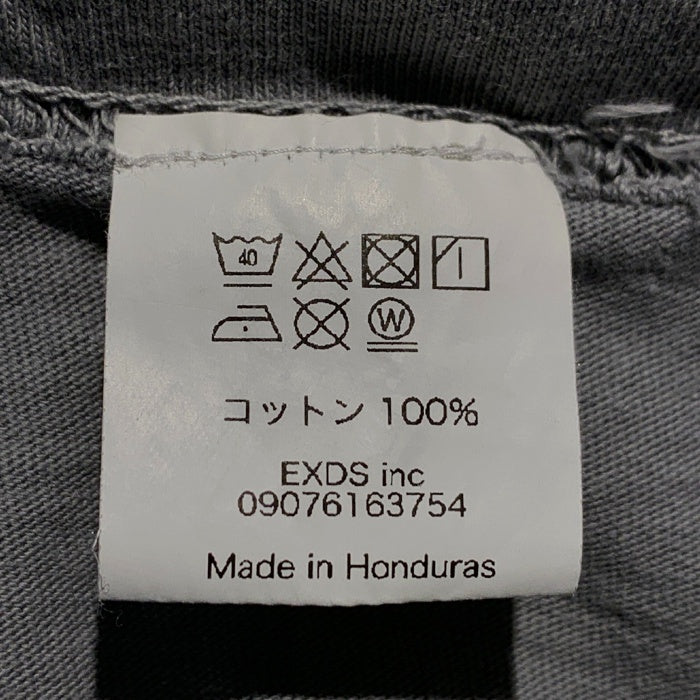 40
W
コットン 100%
EXDS inc
09076163754
Made in Honduras